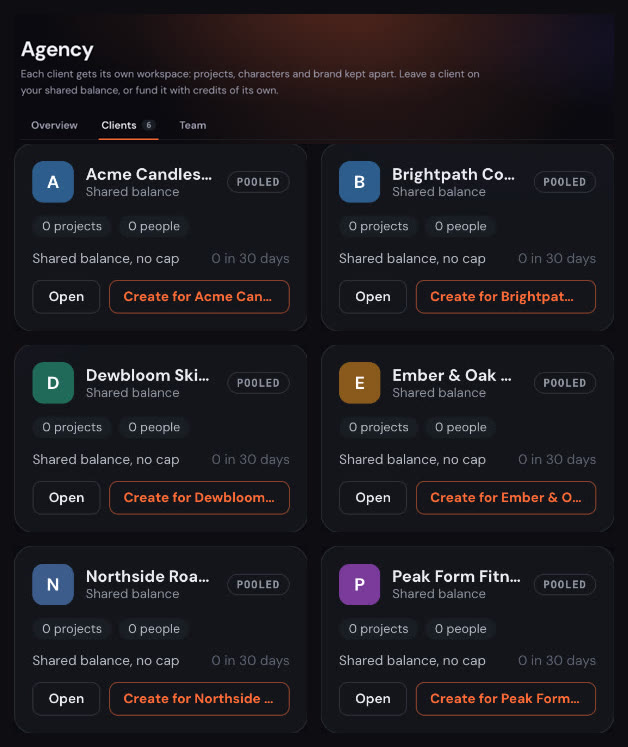 Agency
Each client gets its own workspace: projects, characters and brand kept apart. Leave a client on
your shared balance, or fund it with credits of its own.
Overview
Clients 6
Team
A
Acme Candles...
Shared balance
POOLED
0 projects
0 people
Shared balance, no cap
0 in 30 days
Open
Create for Acme Can...
B
Brightpath Co...
Shared balance
POOLED
0 projects
0 people
Shared balance, no cap
0 in 30 days
Open
Create for Brightpat...
D
Dewbloom Ski...
Shared balance
POOLED
0 projects
0 people
Shared balance, no cap
0 in 30 days
Open
Create for Dewbloom...
E
Ember & Oak ...
Shared balance
POOLED
0 projects
0 people
Shared balance, no cap
0 in 30 days
Open
Create for Ember & O...
N
Northside Roa...
Shared balance
POOLED
0 projects
0 people
Shared balance, no cap
0 in 30 days
Open
Create for Northside ...
P
Peak Form Fitn...
Shared balance
POOLED
0 projects
0 people
Shared balance, no cap
0 in 30 days
Open
Create for Peak Form...